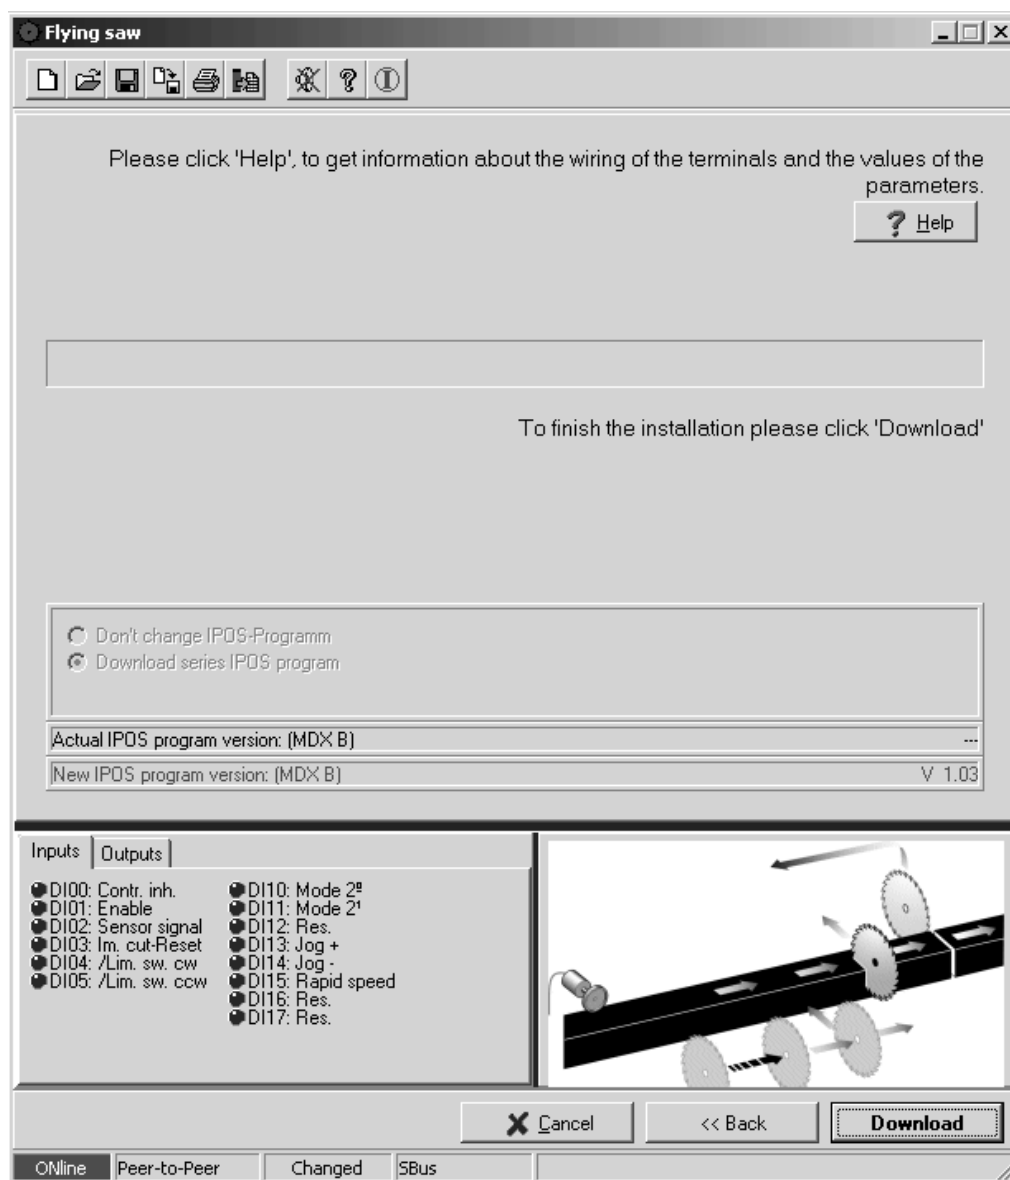 Flying saw
Please click 'Help', to get information about the wiring of the terminals and the values of the
parameters.
? Help
To finish the installation please click 'Download'
Don't change IPOS-Programm
Download series IPOS program
Actual IPOS program version: (MDX B) ---
New IPOS program version: (MDX B) V 1.03
Inputs Outputs
DI00: Contr. inh. DI10: Mode 2º
DI01: Enable DI11: Mode 2¹
DI02: Sensor signal DI12: Res.
DI03: Im. cut-Reset DI13: Jog +
DI04: /Lim. sw. cw DI14: Jog -
DI05: /Lim. sw. ccw DI15: Rapid speed
DI16: Res.
DI17: Res.
Cancel << Back Download
ONline Peer-to-Peer Changed SBus